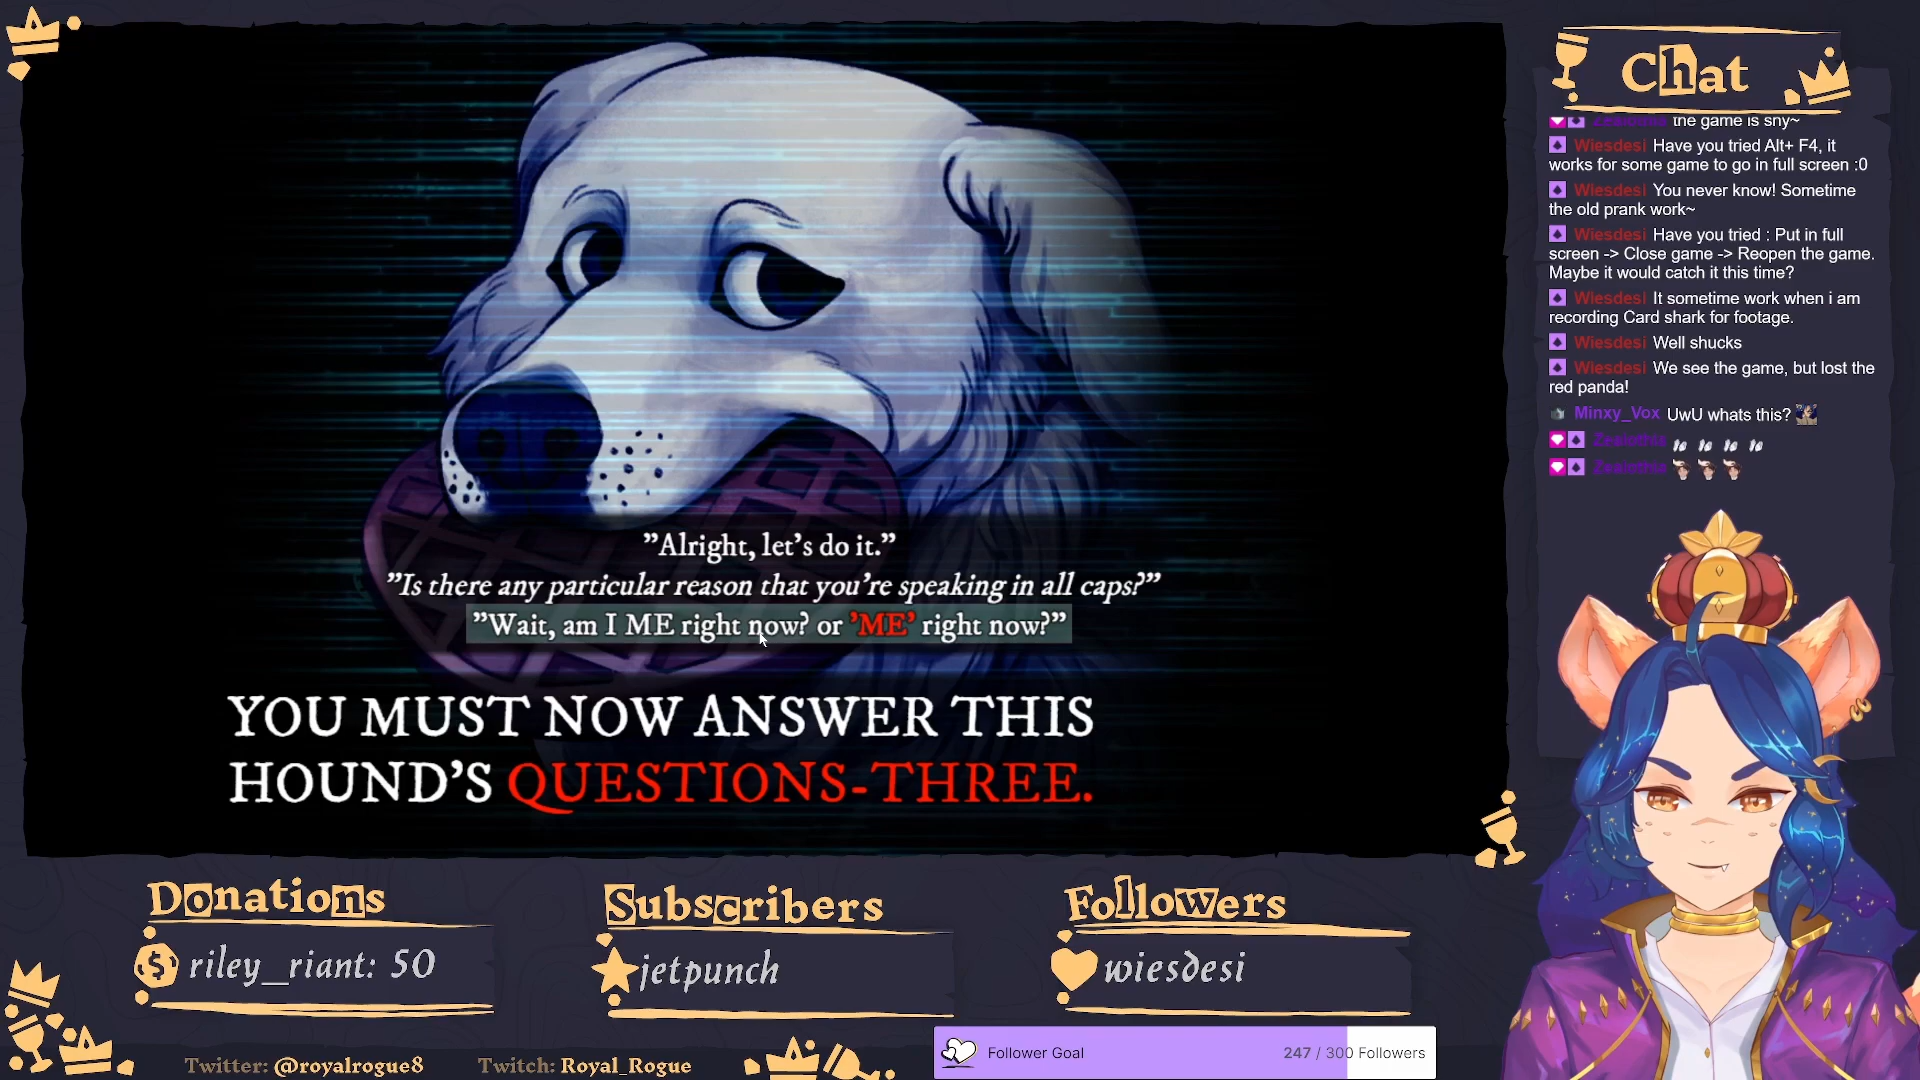 ”Alright, let’s do it.”
”Is there any particular reason that you’re speaking in all caps?”
”Wait, am I ME right now? or ’ME’ right now?”
YOU MUST NOW ANSWER THIS
HOUND’S QUESTIONS-THREE.
Chat
the game is shy~
Wiesdesi Have you tried Alt+ F4, it
works for some game to go in full screen :0
Wiesdesi You never know! Sometime
the old prank work~
Wiesdesi Have you tried : Put in full
screen -> Close game -> Reopen the game.
Maybe it would catch it this time?
Wiesdesi It sometime work when i am
recording Card shark for footage.
Wiesdesi Well shucks
Wiesdesi We see the game, but lost the
red panda!
Minxy_Vox UwU whats this?
Donations
riley_riant: 50
Subscribers
jetpunch
Followers
wiesdesi
Twitter: @royalrogue8
Twitch: Royal_Rogue
Follower Goal
247 / 300 Followers